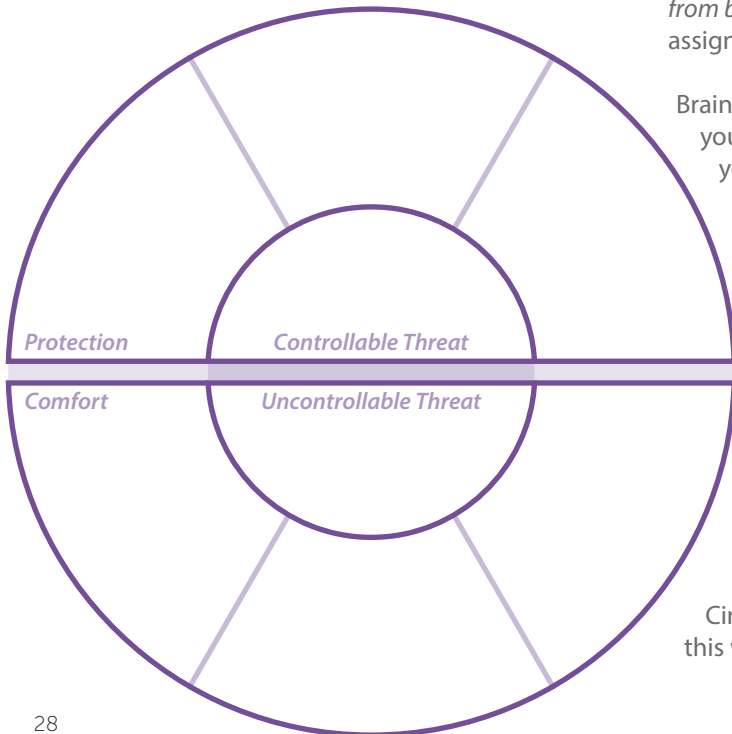 from b
assign
Brain
you
y
Protection
Controllable Threat
Comfort
Uncontrollable Threat
Cir
this
28